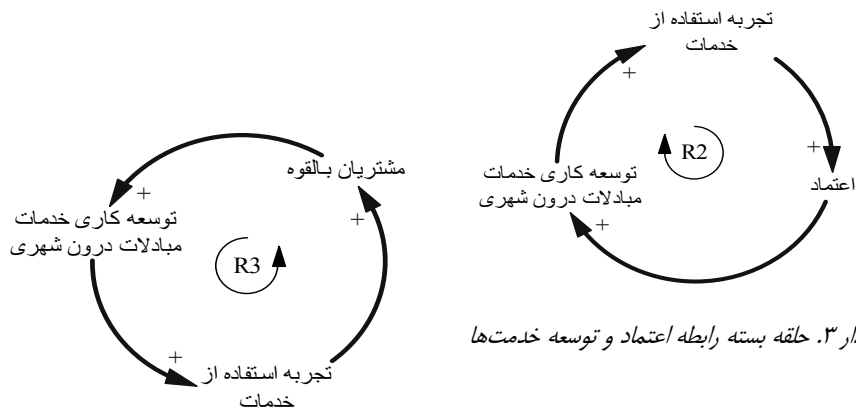 تجربه استفاده از
خدمات
+
+
R2
اعتماد
توسعه کاری خدمات
مبادلات درون شهری
+
دار ۳. حلقه بسته رابطه اعتماد و توسعه خدمت‌ها
مشتریان بالقوه
+
+
توسعه کاری خدمات
مبادلات درون شهری
R3
+
تجربه استفاده از
خدمات